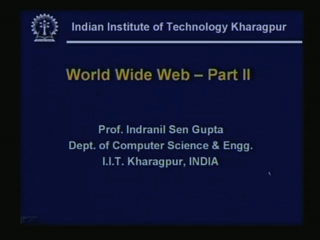 Indian Institute of Technology Kharagpur
World Wide Web – Part II
Prof. Indranil Sen Gupta
Dept. of Computer Science & Engg.
I.I.T. Kharagpur, INDIA